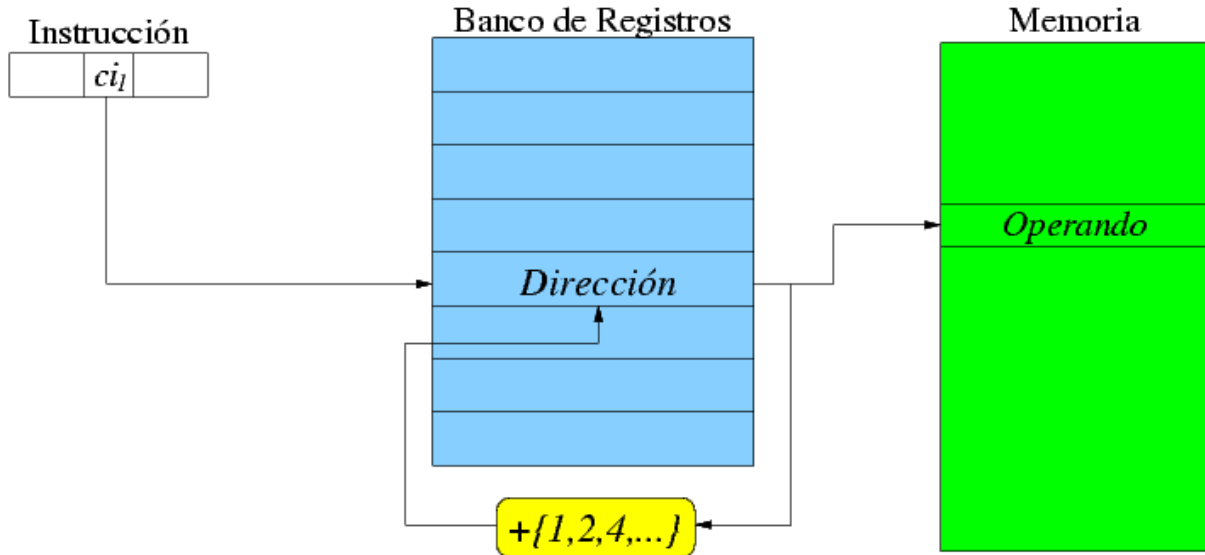 Instrucción
Banco de Registros
Memoria
ci₁
Operando
Dirección
+{1,2,4,...}